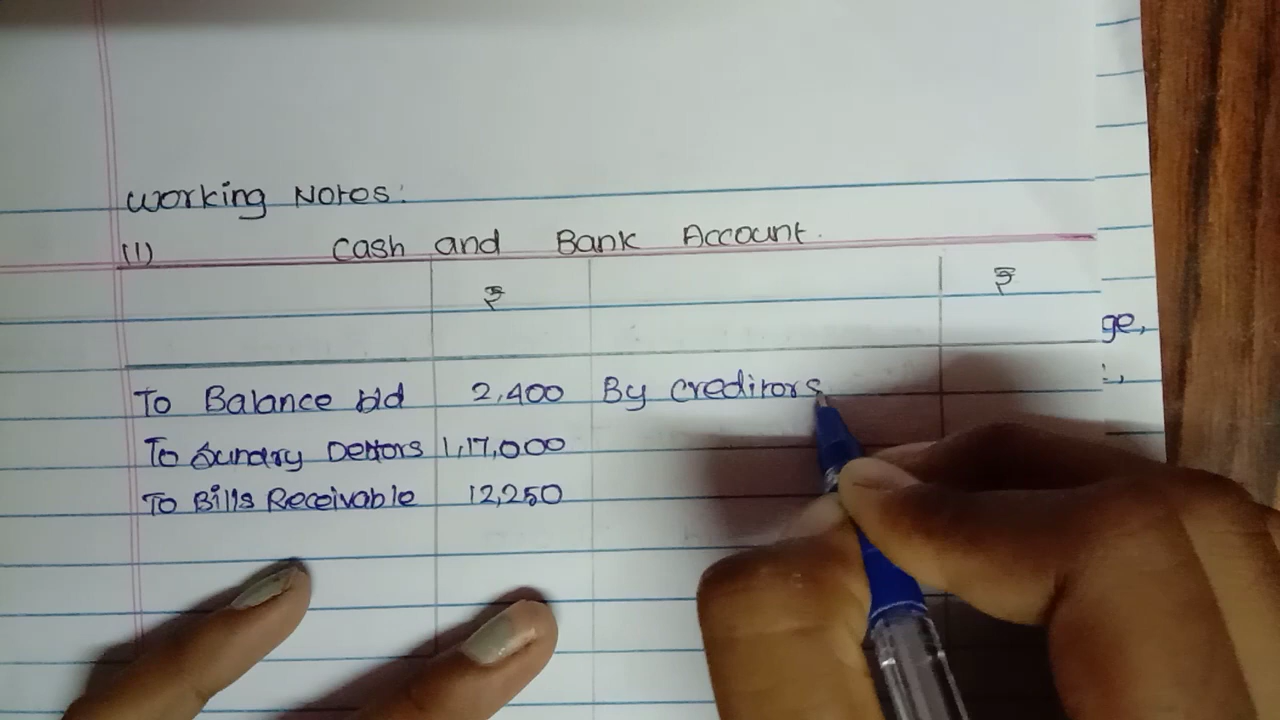 Working Notes:
(1) Cash and Bank Account.
₹ ₹
ge,
To Balance b/d 2,400 By Creditors
To Sundry Debtors 1,17,000
To Bills Receivable 12,250